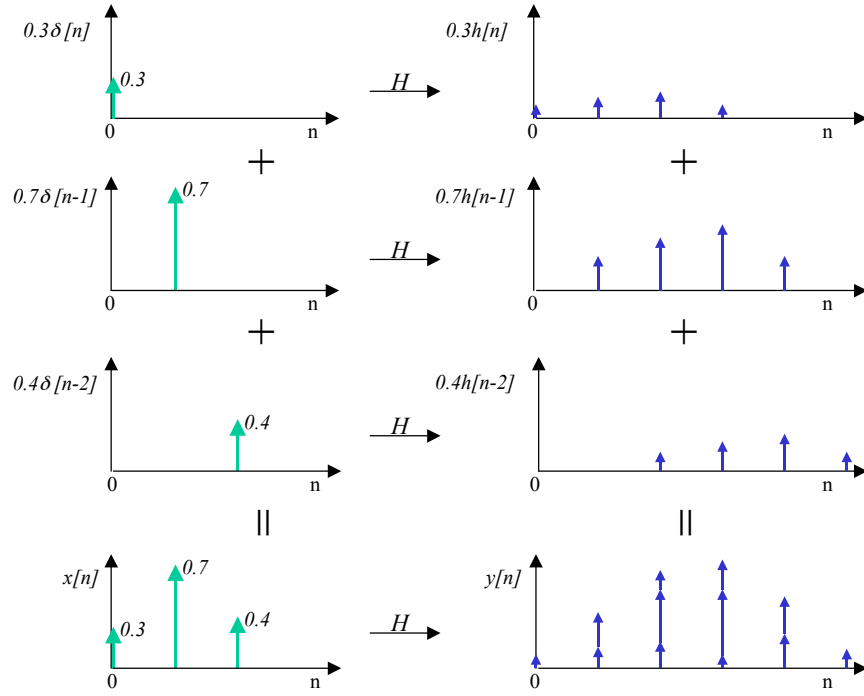 0.3δ[n]
0.3
0
n
H
0.3h[n]
0
n
+
+
0.7δ[n-1]
0.7
0
n
H
0.7h[n-1]
0
n
+
+
0.4δ[n-2]
0.4
0
n
H
0.4h[n-2]
0
n
=
=
x[n]
0.3
0.7
0.4
0
n
H
y[n]
0
n